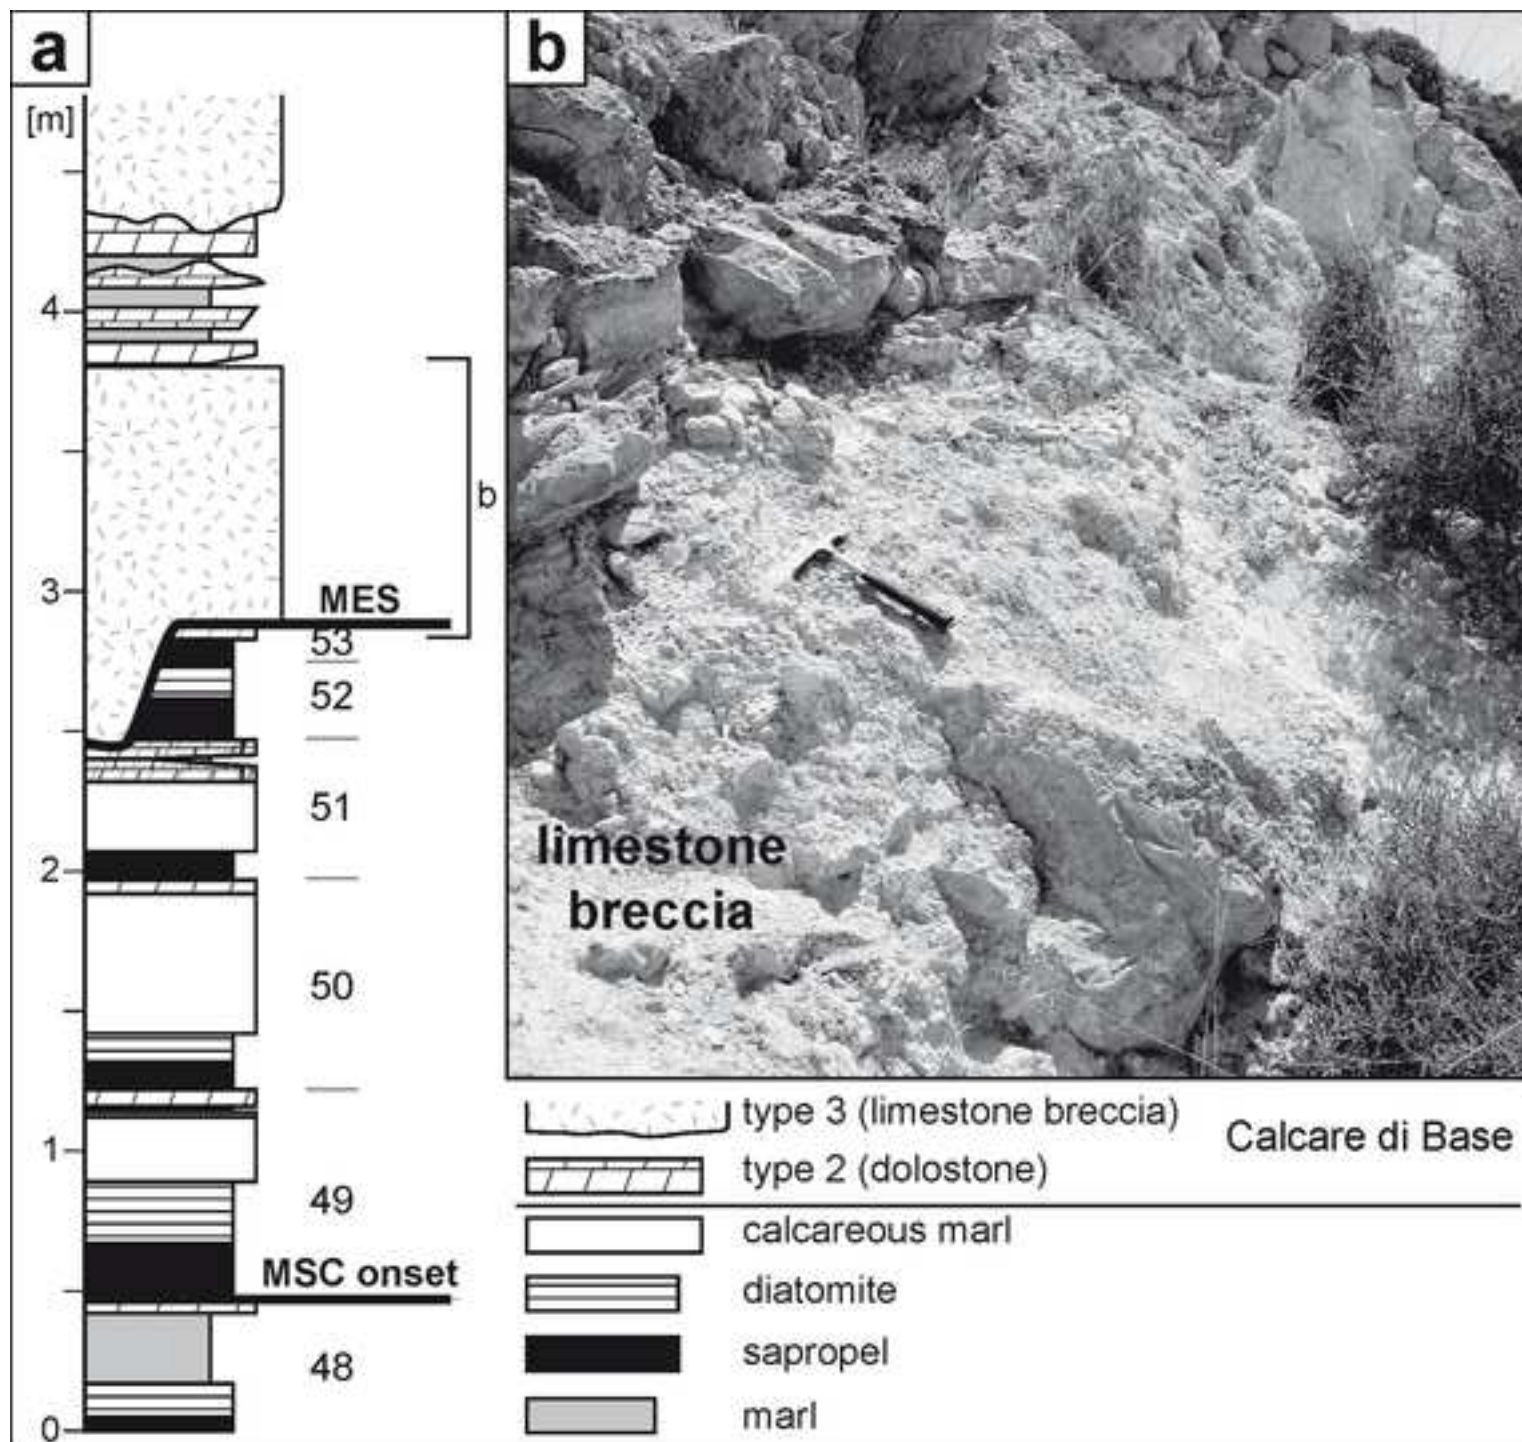 a
[m]
4
3
2
1
0
b
MES
53
52
51
50
49
MSC onset
48
b
limestone
breccia
type 3 (limestone breccia)
Calcare di Base
type 2 (dolostone)
calcareous marl
diatomite
sapropel
marl